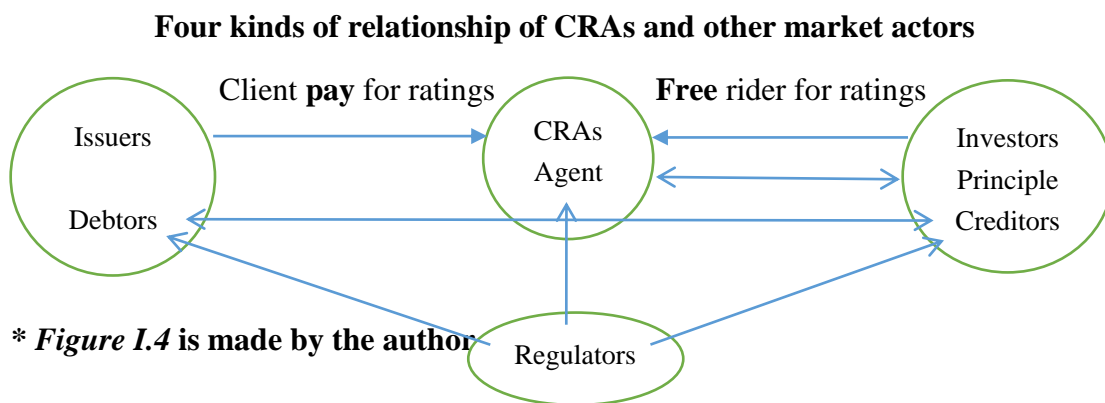 Four kinds of relationship of CRAs and other market actors
Client pay for ratings
Free rider for ratings
Issuers
CRAs
Investors
Agent
Principle
Debtors
Creditors
* Figure I.4 is made by the author
Regulators